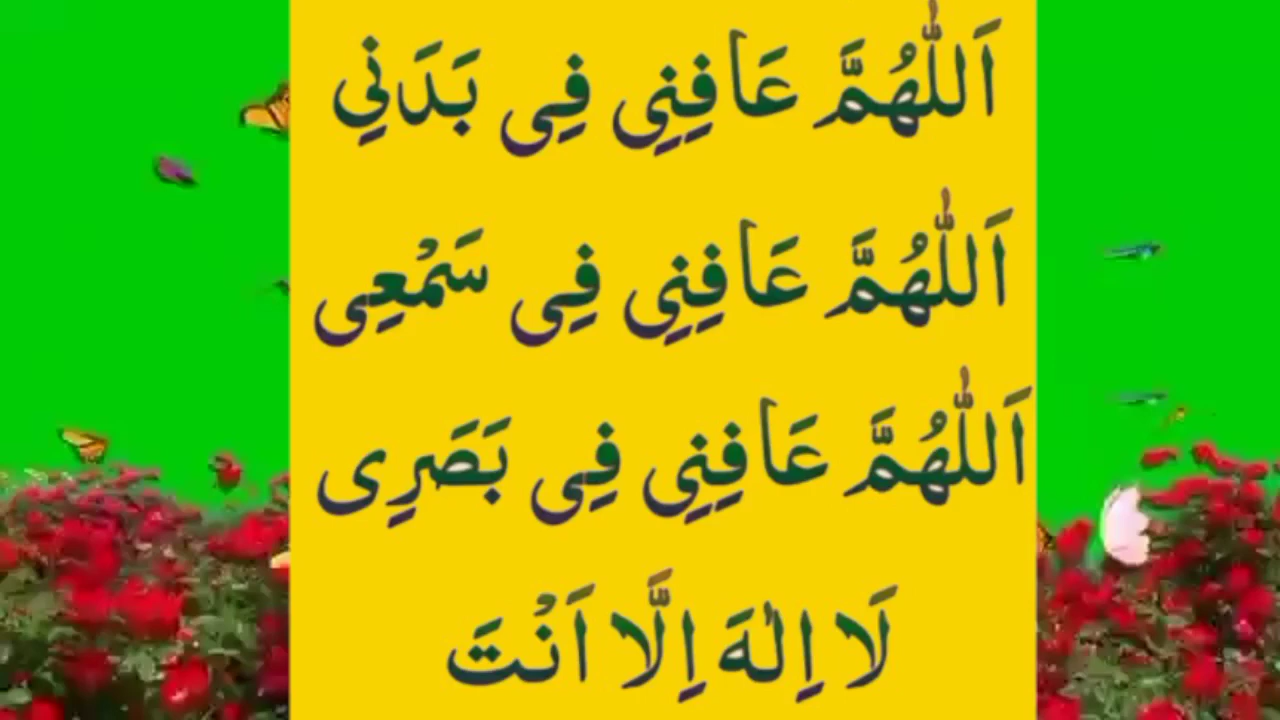 اَللّٰهُمَّ عَافِنِی فِی بَدَنِي
اَللّٰهُمَّ عَافِنِی فِی سَمْعِی
اَللّٰهُمَّ عَافِنِی فِی بَصَرِی
لَا اِلٰهَ اِلَّا اَنْتَ